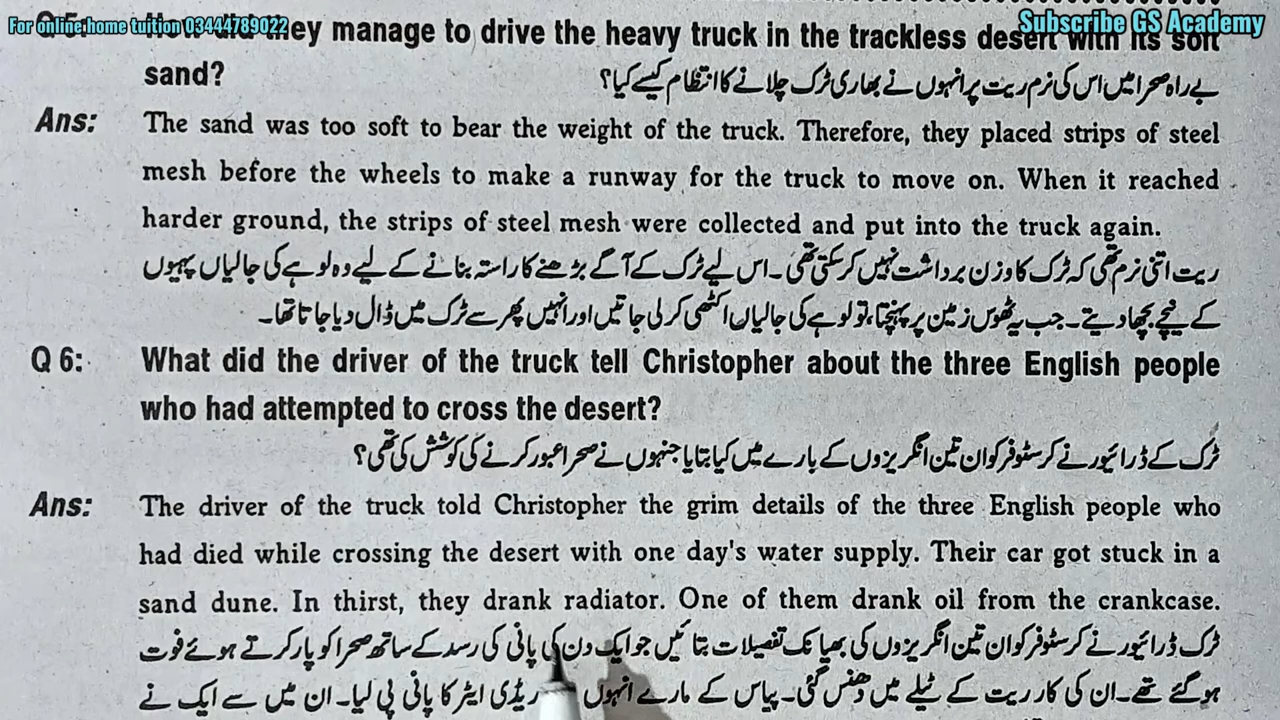 For online home tuition 03444789022
Subscribe GS Academy
they manage to drive the heavy truck in the trackless desert with its soft
sand?
بے راہ صحرا میں اس کی نرم ریت پر انہوں نے بھاری ٹرک چلانے کا انتظام کیسے کیا؟
Ans: The sand was too soft to bear the weight of the truck. Therefore, they placed strips of steel
mesh before the wheels to make a runway for the truck to move on. When it reached
harder ground, the strips of steel mesh were collected and put into the truck again.
ریت اتنی نرم تھی کہ ٹرک کا وزن برداشت نہیں کر سکتی تھی۔ اس لیے ٹرک کے آگے بڑھنے کا راستہ بنانے کے لیے وہ لوہے کی جالیاں پہیوں
کے نیچے بچھا دیتے۔ جب یہ ٹھوس زمین پر پہنچتا، تو لوہے کی جالیاں اکٹھی کر لی جاتیں اور انہیں پھر سے ٹرک میں ڈال دیا جاتا تھا۔
Q 6: What did the driver of the truck tell Christopher about the three English people
who had attempted to cross the desert?
ٹرک کے ڈرائیور نے کرسٹوفر کو ان تین انگریزوں کے بارے میں کیا بتایا جنہوں نے صحرا عبور کرنے کی کوشش کی تھی؟
Ans: The driver of the truck told Christopher the grim details of the three English people who
had died while crossing the desert with one day's water supply. Their car got stuck in a
sand dune. In thirst, they drank radiator. One of them drank oil from the crankcase.
ٹرک ڈرائیور نے کرسٹوفر کو ان تین انگریزوں کی بھیانک تفصیلات بتائیں جو ایک دن کی پانی کی رسد کے ساتھ صحرا کو پار کرتے ہوئے فوت
ہو گئے تھے۔ ان کی کار ریت کے ٹیلے میں دھنس گئی۔ پیاس کے مارے انہوں ریڈی ایٹر کا پانی پی لیا۔ ان میں سے ایک نے